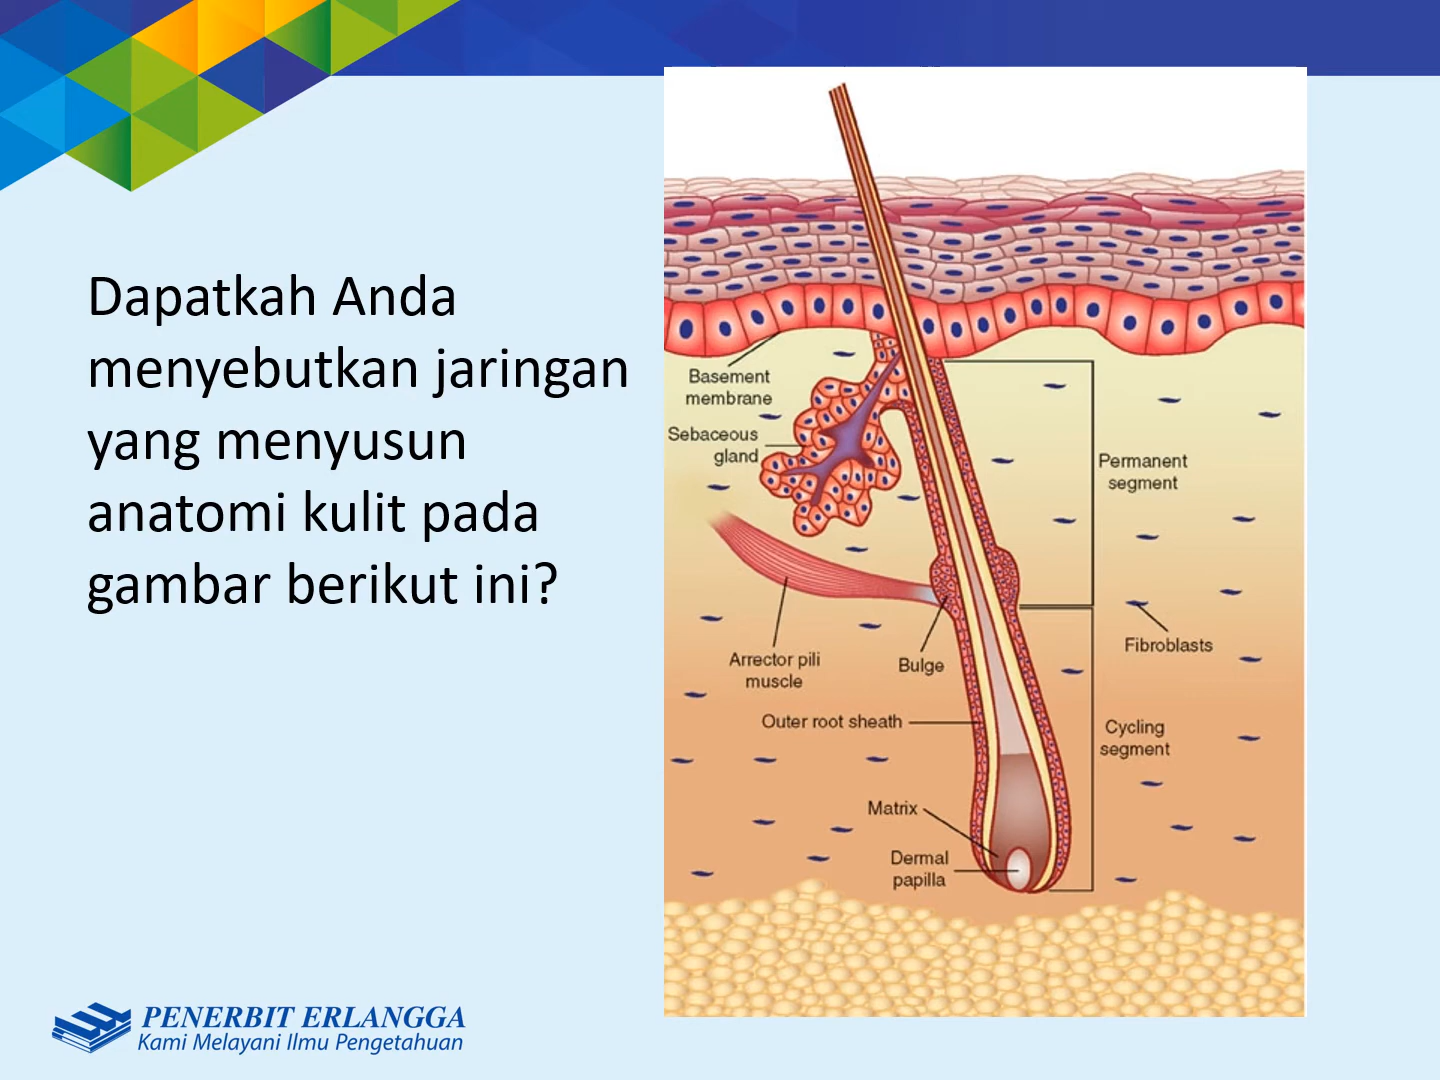 Dapatkah Anda
menyebutkan jaringan
yang menyusun
anatomi kulit pada
gambar berikut ini?
Basement
membrane
Sebaceous
gland
Permanent
segment
Fibroblasts
Arrector pili
muscle
Bulge
Outer root sheath
Cycling
segment
Matrix
Dermal
papilla
PENERBIT ERLANGGA
Kami Melayani Ilmu Pengetahuan